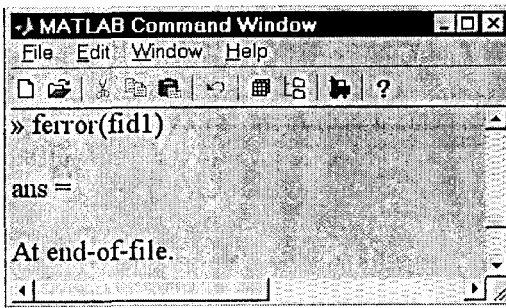 MATLAB Command Window
File Edit Window Help
?
» ferror(fid1)
ans =
At end-of-file.